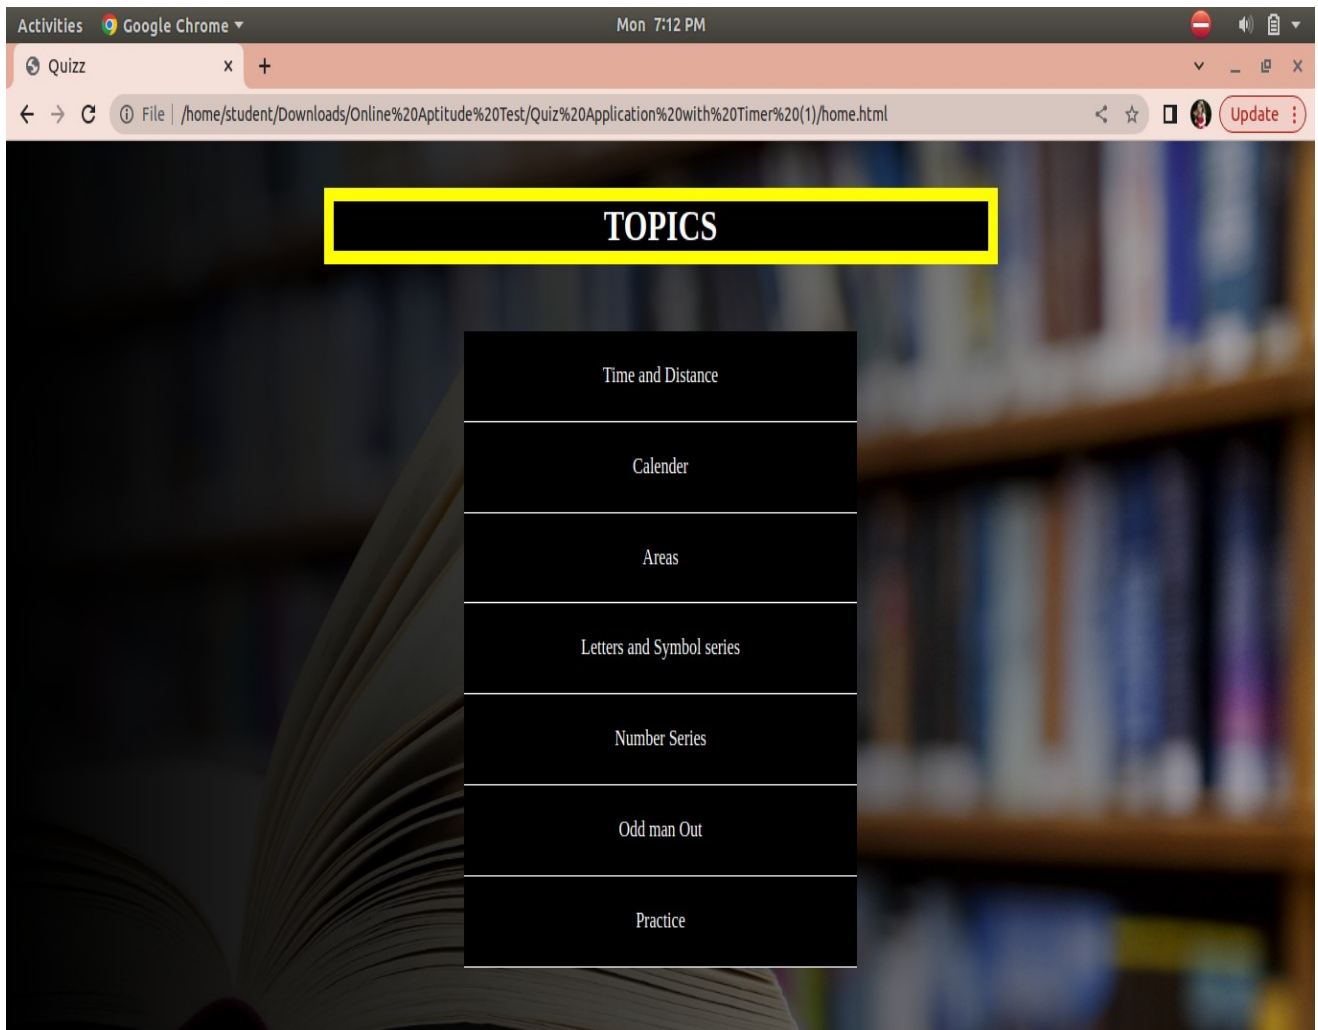 Activities Google Chrome Mon 7:12 PM
Quizz
File /home/student/Downloads/Online%20Aptitude%20Test/Quiz%20Application%20with%20Timer%20(1)/home.html Update
TOPICS
Time and Distance
Calender
Areas
Letters and Symbol series
Number Series
Odd man Out
Practice